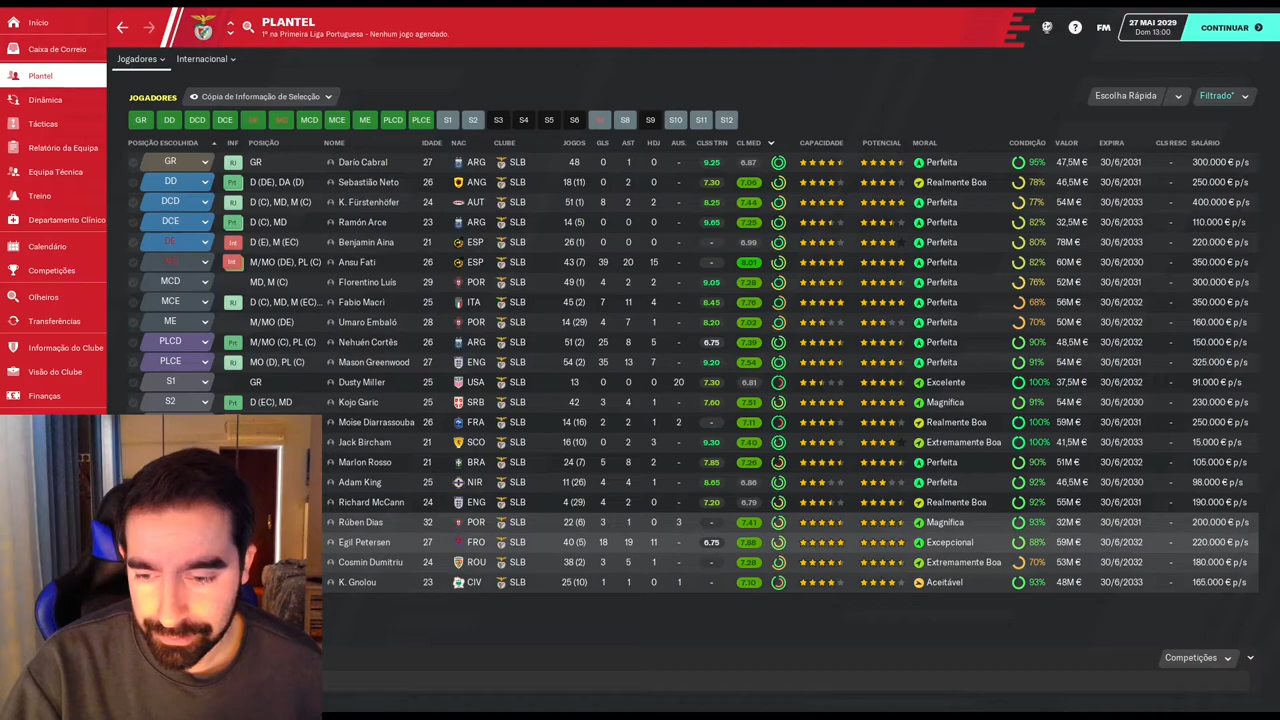 Início
Caixa de Correio
Plantel
Dinâmica
Tácticas
Relatório da Equipa
Equipa Técnica
Treino
Departamento Clínico
Calendário
Competições
Olheiros
Transferências
Informação do Clube
Visão do Clube
Finanças
PLANTEL
1º na Primeira Liga Portuguesa - Nenhum jogo agendado.
FM
27 MAI 2029
Dom 13:00
CONTINUAR
Jogadores Internacional
JOGADORES Cópia de Informação de Selecção Escolha Rápida Filtrado*
GR DD DCD DCE MCD MCE ME PLCD PLCE S1 S2 S3 S4 S5 S6 S8 S9 S10 S11 S12
POSIÇÃO ESCOLHIDA INF POSIÇÃO NOME IDADE NAC CLUBE JOGOS GLS AST HDJ AUS. CLSS TRN CL MED CAPACIDADE POTENCIAL MORAL CONDIÇÃO VALOR EXPIRA CLS RESC SALÁRIO
GR RJ GR Darío Cabral 27 ARG SLB 48 0 1 0 - 9.25 6.87 Perfeita 95% 47,5M € 30/6/2031 - 300.000 € p/s
DD Prt D (DE), DA (D) Sebastião Neto 26 ANG SLB 18 (11) 0 2 0 - 7.30 7.06 Realmente Boa 78% 46,5M € 30/6/2031 - 250.000 € p/s
DCD RJ D (C), MD, M (C) K. Fürstenhöfer 24 AUT SLB 51 (1) 8 2 2 - 8.25 7.44 Perfeita 77% 54M € 30/6/2033 - 400.000 € p/s
DCE Prt D (C), MD Ramón Arce 23 ARG SLB 14 (5) 0 0 0 - 9.65 7.25 Perfeita 82% 32,5M € 30/6/2033 - 110.000 € p/s
DE Int D (E), M (EC) Benjamin Aina 21 ESP SLB 26 (1) 0 4 0 - - 6.99 Perfeita 80% 78M € 30/6/2033 - 220.000 € p/s
Int M/MO (DE), PL (C) Ansu Fati 26 ESP SLB 43 (7) 39 20 15 - - 8.01 Perfeita 82% 60M € 30/6/2030 - 350.000 € p/s
MCD MD, M (C) Florentino Luís 29 POR SLB 49 (1) 4 2 2 - 9.05 7.28 Perfeita 76% 52M € 30/6/2031 - 300.000 € p/s
MCE RJ D (C), MD, M (EC)... Fabio Macrì 25 ITA SLB 45 (2) 7 11 4 - 8.45 7.76 Perfeita 68% 56M € 30/6/2032 - 350.000 € p/s
ME M/MO (DE) Umaro Embaló 28 POR SLB 14 (29) 4 7 1 - 8.20 7.02 Perfeita 70% 50M € 30/6/2032 - 160.000 € p/s
PLCD Prt M/MO (C), PL (C) Nehuén Cortês 26 ARG SLB 51 (2) 25 8 5 - 6.75 7.39 Perfeita 90% 48,5M € 30/6/2032 - 150.000 € p/s
PLCE RJ MO (D), PL (C) Mason Greenwood 27 ENG SLB 54 (2) 35 13 7 - 9.20 7.54 Perfeita 91% 54M € 30/6/2032 - 325.000 € p/s
S1 GR Dusty Miller 25 USA SLB 13 0 0 0 20 7.30 6.81 Excelente 100% 37,5M € 30/6/2032 - 91.000 € p/s
S2 Prt D (EC), MD Kojo Garic 25 SRB SLB 42 3 4 1 - 7.60 7.51 Magnífica 91% 54M € 30/6/2032 - 230.000 € p/s
Moïse Diarrassouba 26 FRA SLB 14 (16) 2 2 1 2 - 7.11 Realmente Boa 100% 59M € 30/6/2031 - 250.000 € p/s
Jack Bircham 21 SCO SLB 16 (10) 0 2 3 - 9.30 7.40 Extremamente Boa 100% 41,5M € 30/6/2033 - 15.000 € p/s
Marlon Rosso 21 BRA SLB 24 (7) 5 8 2 - 7.85 7.26 Perfeita 90% 51M € 30/6/2032 - 105.000 € p/s
Adam King 25 NIR SLB 11 (26) 4 4 1 - 8.65 6.86 Perfeita 92% 46,5M € 30/6/2030 - 98.000 € p/s
Richard McCann 24 ENG SLB 4 (29) 4 2 0 - 7.20 6.79 Realmente Boa 94% 55M € 30/6/2031 - 190.000 € p/s
Rúben Dias 32 POR SLB 22 (6) 3 1 0 3 - 7.41 Magnífica 93% 32M € 30/6/2031 - 200.000 € p/s
Egil Petersen 27 FRO SLB 40 (5) 18 19 11 - 6.75 7.86 Excepcional 88% 59M € 30/6/2032 - 220.000 € p/s
Cosmin Dumitriu 24 ROU SLB 38 (2) 3 5 1 - - 7.28 Extremamente Boa 70% 53M € 30/6/2032 - 180.000 € p/s
K. Gnolou 23 CIV SLB 25 (10) 1 1 0 1 - 7.10 Aceitável 93% 48M € 30/6/2033 - 165.000 € p/s
Competições